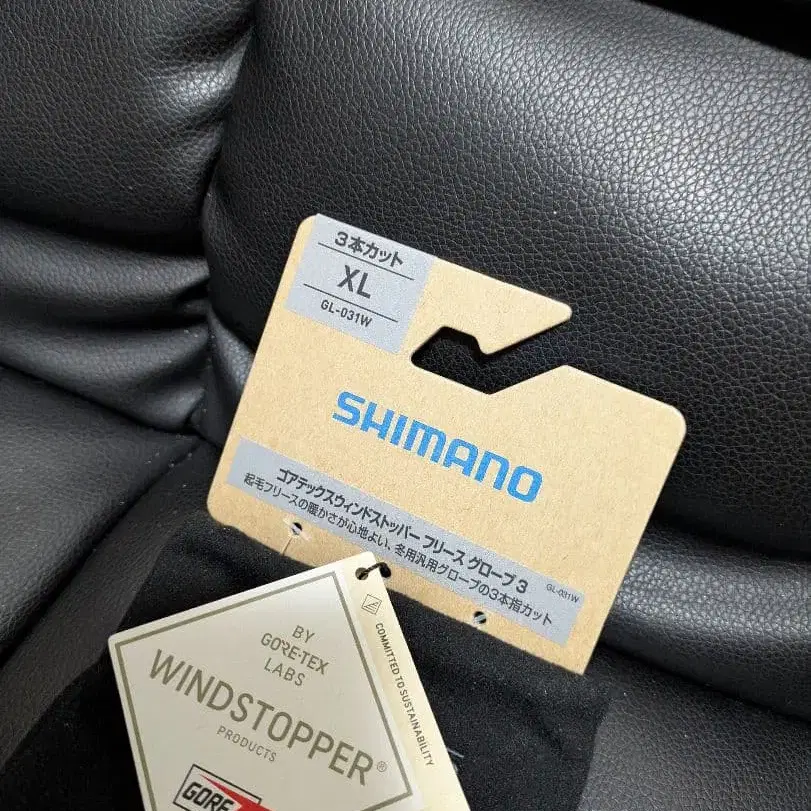 3本カット
XL
GL-031W
SHIMANO
ゴアテックスウィンドストッパー フリース グローブ 3
起毛フリースの暖かさが心地よい、冬用汎用グローブの3本指カット
GL-031W
BY
GORE-TEX
LABS
WINDSTOPPER®
PRODUCTS
COMMITTED TO SUSTAINABILITY
GORE